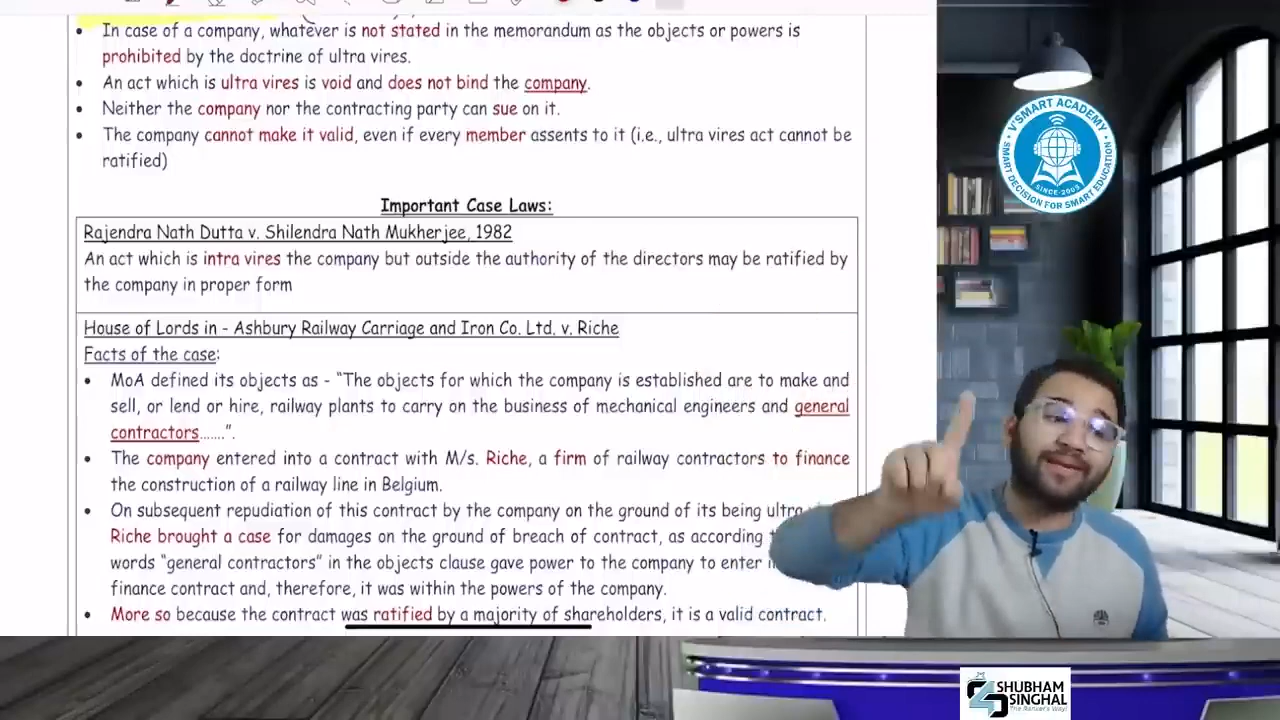 In case of a company, whatever is not stated in the memorandum as the objects or powers is
prohibited by the doctrine of ultra vires.
An act which is ultra vires is void and does not bind the company.
Neither the company nor the contracting party can sue on it.
The company cannot make it valid, even if every member assents to it (i.e., ultra vires act cannot be
ratified)
Important Case Laws:
Rajendra Nath Dutta v. Shilendra Nath Mukherjee, 1982
An act which is intra vires the company but outside the authority of the directors may be ratified by
the company in proper form
House of Lords in - Ashbury Railway Carriage and Iron Co. Ltd. v. Riche
Facts of the case:
MoA defined its objects as - “The objects for which the company is established are to make and
sell, or lend or hire, railway plants to carry on the business of mechanical engineers and general
contractors……”.
The company entered into a contract with M/s. Riche, a firm of railway contractors to finance
the construction of a railway line in Belgium.
On subsequent repudiation of this contract by the company on the ground of its being ultra
Riche brought a case for damages on the ground of breach of contract, as according
words “general contractors” in the objects clause gave power to the company to enter
finance contract and, therefore, it was within the powers of the company.
More so because the contract was ratified by a majority of shareholders, it is a valid contract.
V'SMART ACADEMY
SINCE-2009
SMART DECISION FOR SMART EDUCATION
SHUBHAM
SINGHAL
The Ranker's Way!